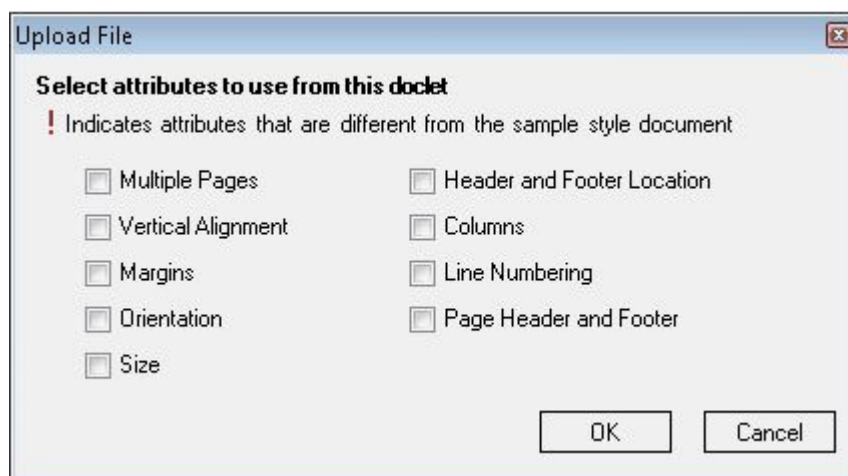 Upload File
Select attributes to use from this doclet
! Indicates attributes that are different from the sample style document
Multiple Pages
Header and Footer Location
Vertical Alignment
Columns
Margins
Line Numbering
Orientation
Page Header and Footer
Size
OK
Cancel